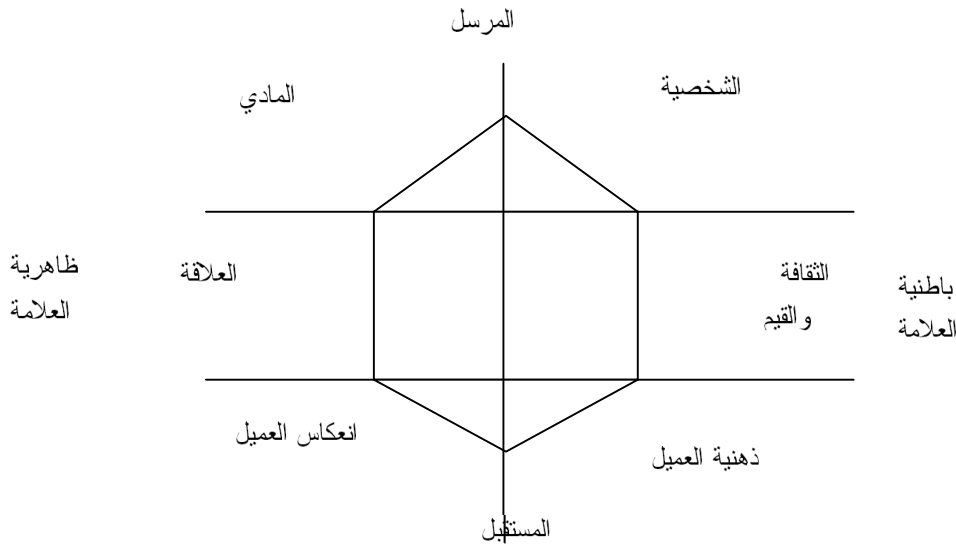 المرسل
الشخصية
المادي
باطنية
العلامة
الثقافة
والقيم
العلاقة
ظاهرية
العلامة
ذهنية العميل
انعكاس العميل
المستقبل